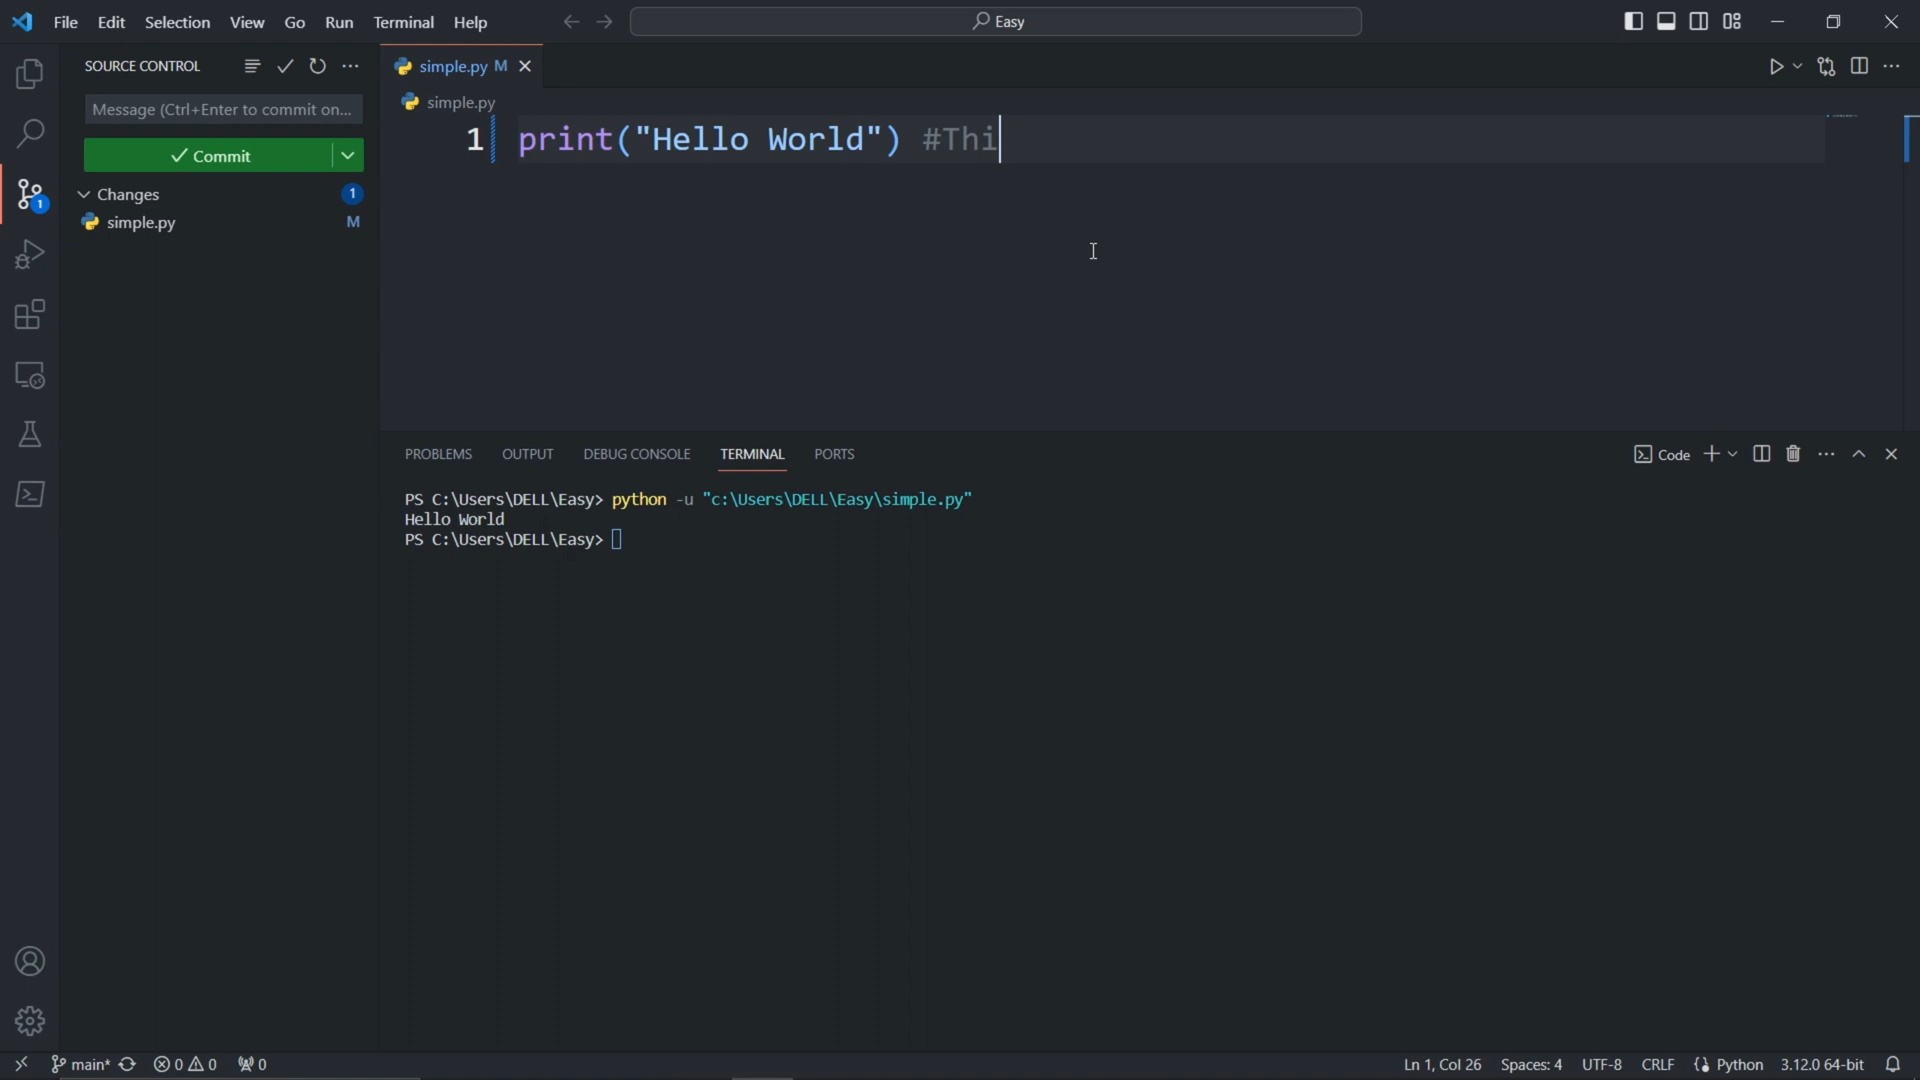 File Edit Selection View Go Run Terminal Help
Easy
SOURCE CONTROL
Message (Ctrl+Enter to commit on...
Commit
Changes 1
simple.py M
1
simple.py M
simple.py
1 print("Hello World") #Thi
PROBLEMS OUTPUT DEBUG CONSOLE TERMINAL PORTS
Code
PS C:\Users\DELL\Easy> python -u "c:\Users\DELL\Easy\simple.py"
Hello World
PS C:\Users\DELL\Easy>
main* 0 0 0
Ln 1, Col 26 Spaces: 4 UTF-8 CRLF Python 3.12.0 64-bit